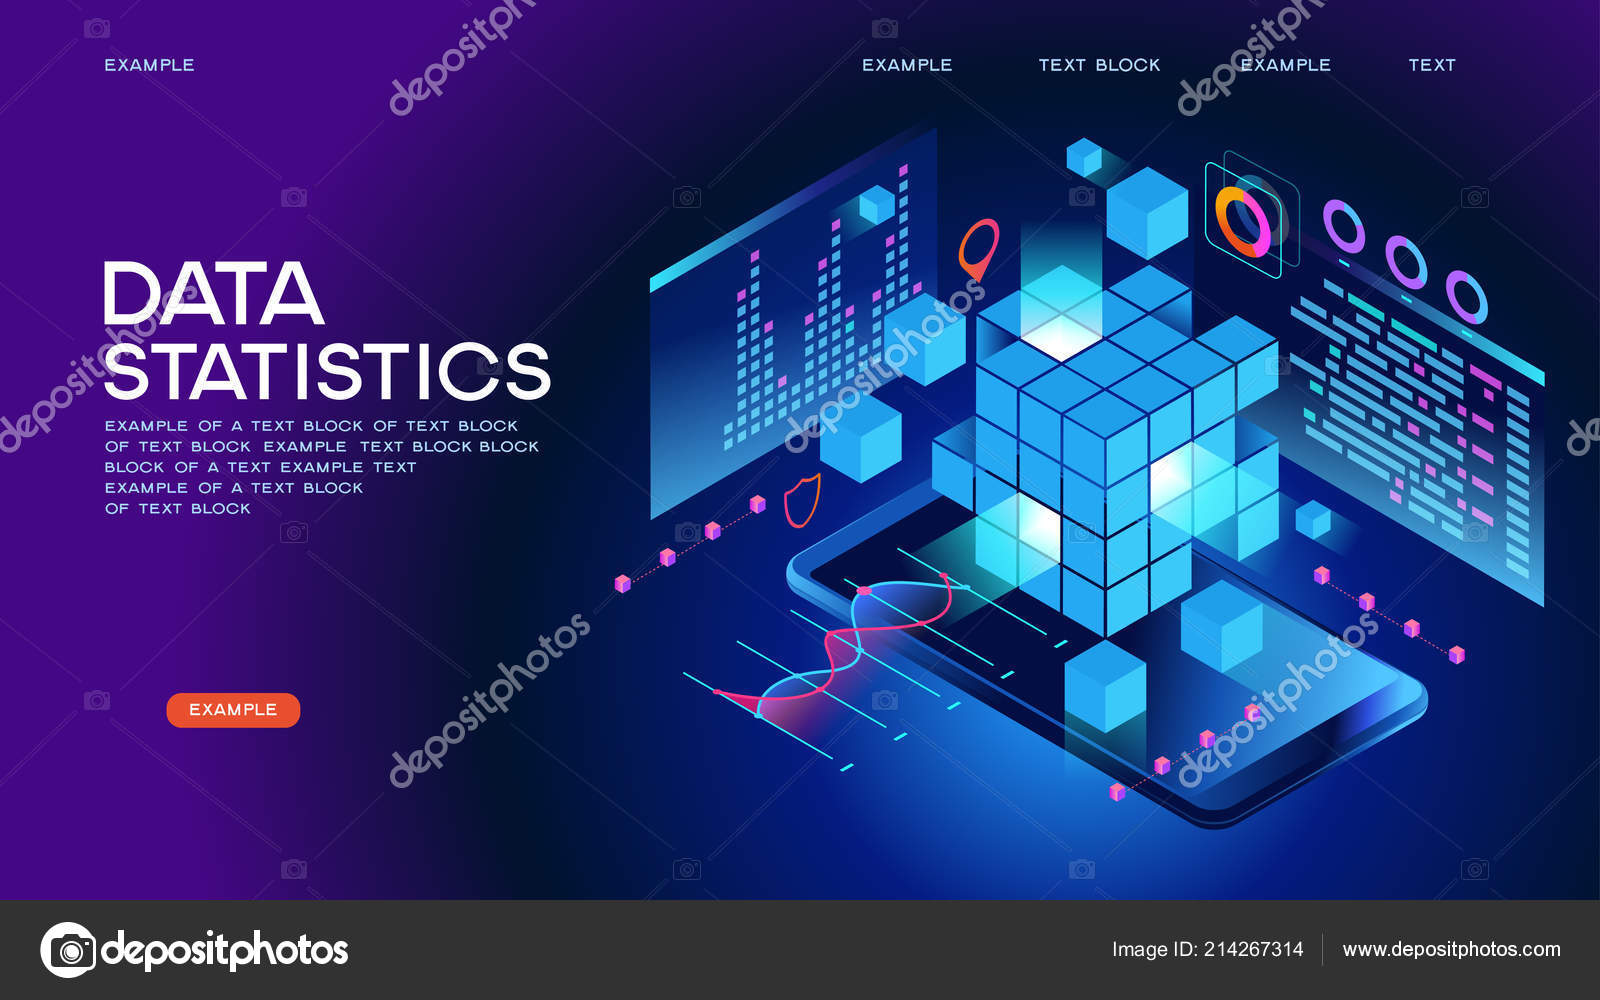 EXAMPLE
EXAMPLE TEXT BLOCK EXAMPLE TEXT
DATA
STATISTICS
EXAMPLE OF A TEXT BLOCK OF TEXT BLOCK
OF TEXT BLOCK EXAMPLE TEXT BLOCK BLOCK
BLOCK OF A TEXT EXAMPLE TEXT
EXAMPLE OF A TEXT BLOCK
OF TEXT BLOCK
EXAMPLE
depositphotos
depositphotos
depositphotos
depositphotos
depositphotos
depositphotos
depositphotos
Image ID: 214267314
www.depositphotos.com